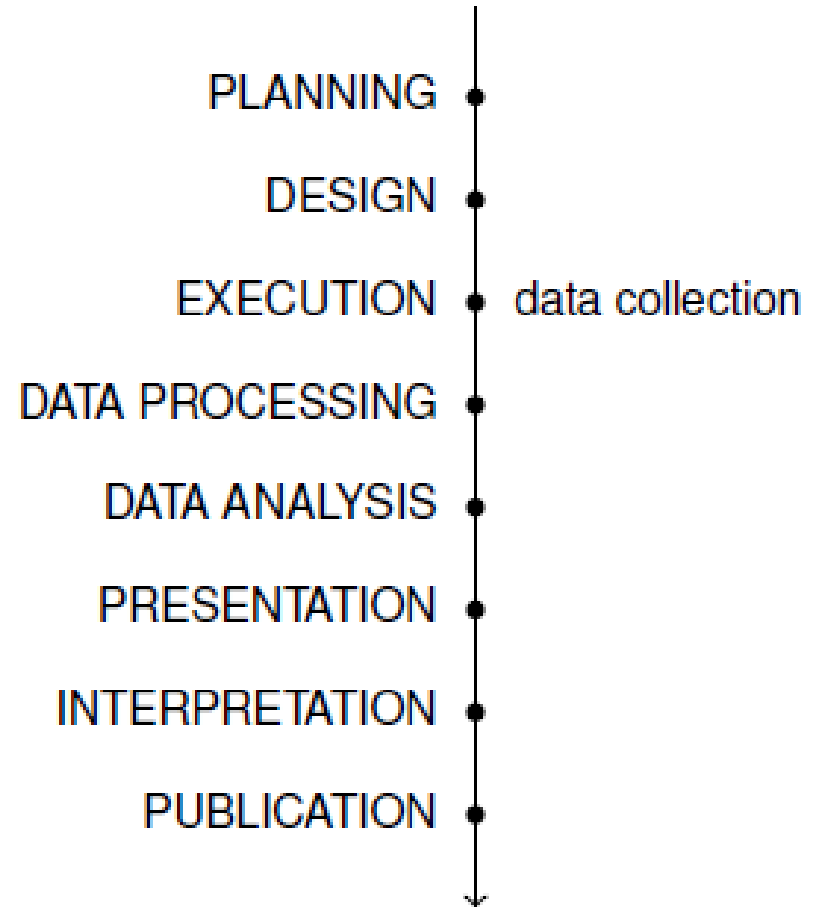 PLANNING
DESIGN
EXECUTION data collection
DATA PROCESSING
DATA ANALYSIS
PRESENTATION
INTERPRETATION
PUBLICATION